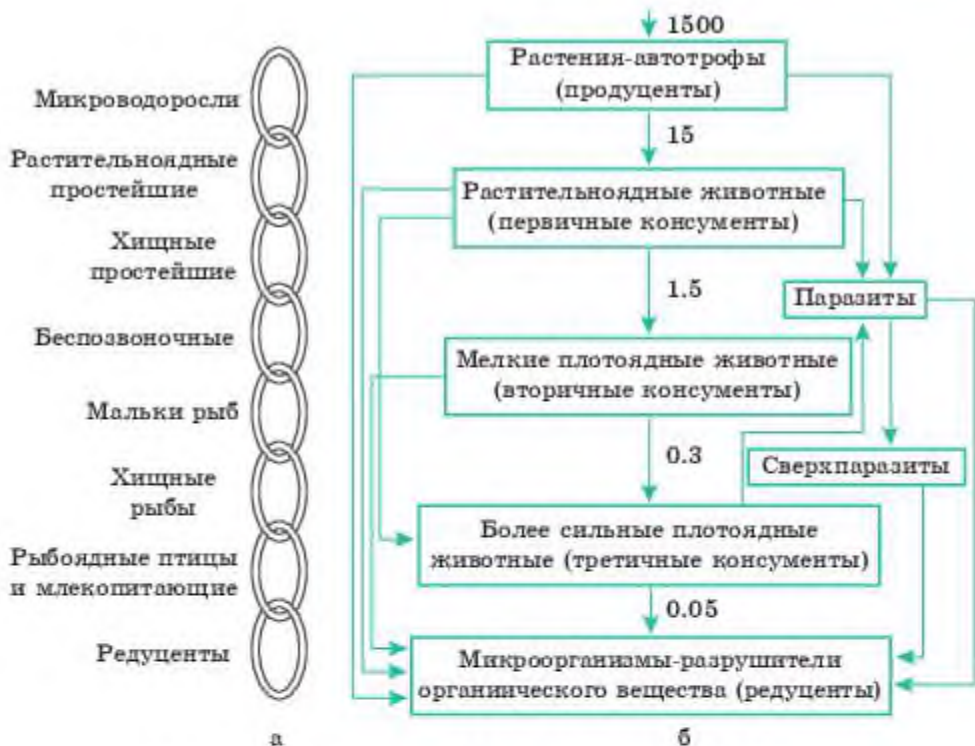 Микроводоросли
Растительноядные
простейшие
Хищные
простейшие
Беспозвоночные
Мальки рыб
Хищные
рыбы
Рыбоядные птицы
и млекопитающие
Редуценты
а
1500
Растения-автотрофы
(продуценты)
15
Растительноядные животные
(первичные консументы)
1.5
Паразиты
Мелкие плотоядные животные
(вторичные консументы)
0.3
Сверхпаразиты
Более сильные плотоядные
животные (третичные консументы)
0.05
Микроорганизмы-разрушители
органиического вещества (редуценты)
б